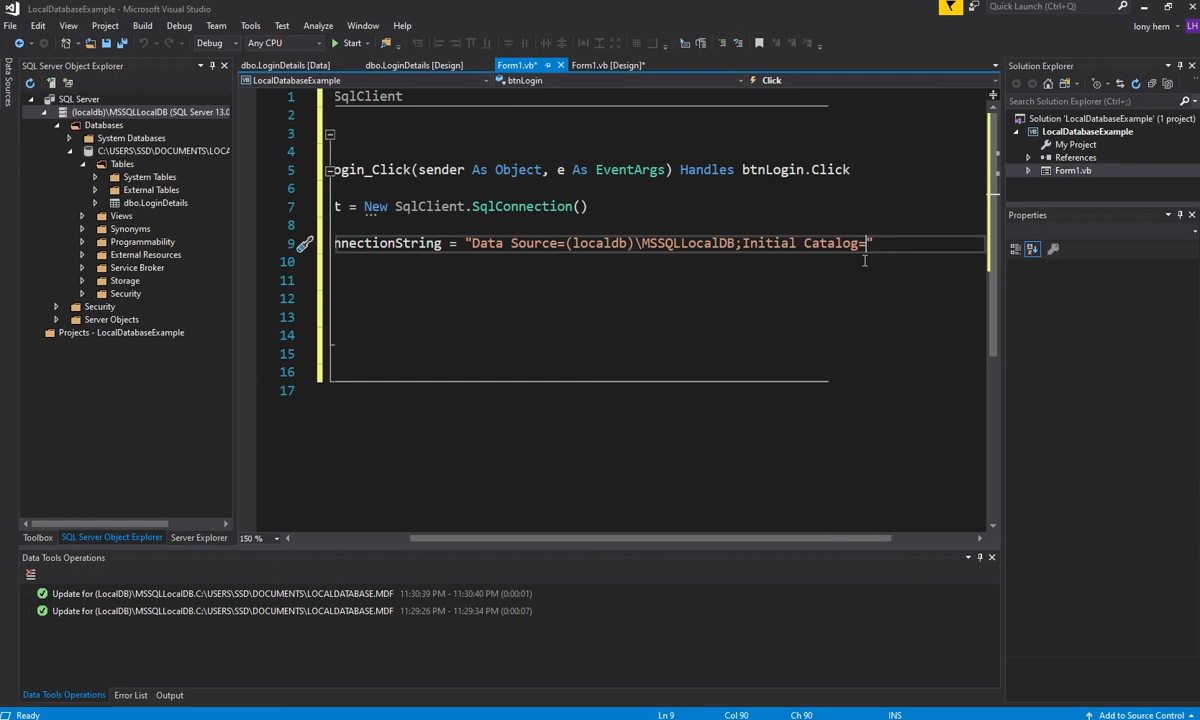 LocalDatabaseExample - Microsoft Visual Studio
Quick Launch (Ctrl+Q)
File Edit View Project Build Debug Team Tools Test Analyze Window Help
lony hern LH
Debug Any CPU Start
Data Sources
SQL Server Object Explorer
SQL Server
(localdb)\MSSQLLocalDB (SQL Server 13.0
Databases
System Databases
C:\USERS\SSD\DOCUMENTS\LOCA
Tables
System Tables
External Tables
dbo.LoginDetails
Views
Synonyms
Programmability
External Resources
Service Broker
Storage
Security
Security
Server Objects
Projects - LocalDatabaseExample
Toolbox SQL Server Object Explorer Server Explorer
dbo.LoginDetails [Data] dbo.LoginDetails [Design] Form1.vb* Form1.vb [Design]*
LocalDatabaseExample btnLogin Click
1 SqlClient
2
3
4
5 ogin_Click(sender As Object, e As EventArgs) Handles btnLogin.Click
6
7 t = New SqlClient.SqlConnection()
8
9 nnectionString = "Data Source=(localdb)\MSSQLLocalDB;Initial Catalog="
10
11
12
13
14
15
16
17
150 %
Solution Explorer
Search Solution Explorer (Ctrl+;)
Solution 'LocalDatabaseExample' (1 project)
LocalDatabaseExample
My Project
References
Form1.vb
Properties
Data Tools Operations
Update for (LocalDB)\MSSQLLocalDB.C:\USERS\SSD\DOCUMENTS\LOCALDATABASE.MDF 11:30:39 PM - 11:30:40 PM (0:00:01)
Update for (LocalDB)\MSSQLLocalDB.C:\USERS\SSD\DOCUMENTS\LOCALDATABASE.MDF 11:29:26 PM - 11:29:34 PM (0:00:07)
Data Tools Operations Error List Output
Ready Ln 9 Col 90 Ch 90 INS Add to Source Control